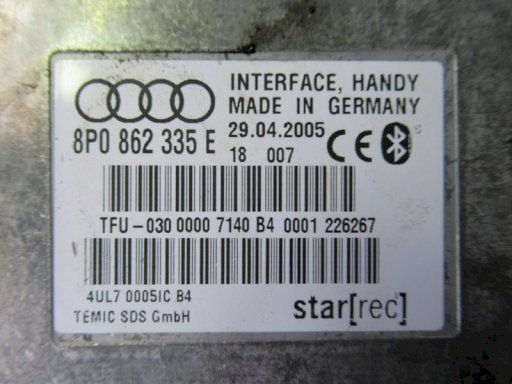 INTERFACE, HANDY
MADE IN GERMANY
8P0 862 335 E
29.04.2005
18 007
CE
TFU-030 0000 7140 B4 0001 226267
4UL7 0005IC B4
TEMIC SDS GmbH
star[rec]